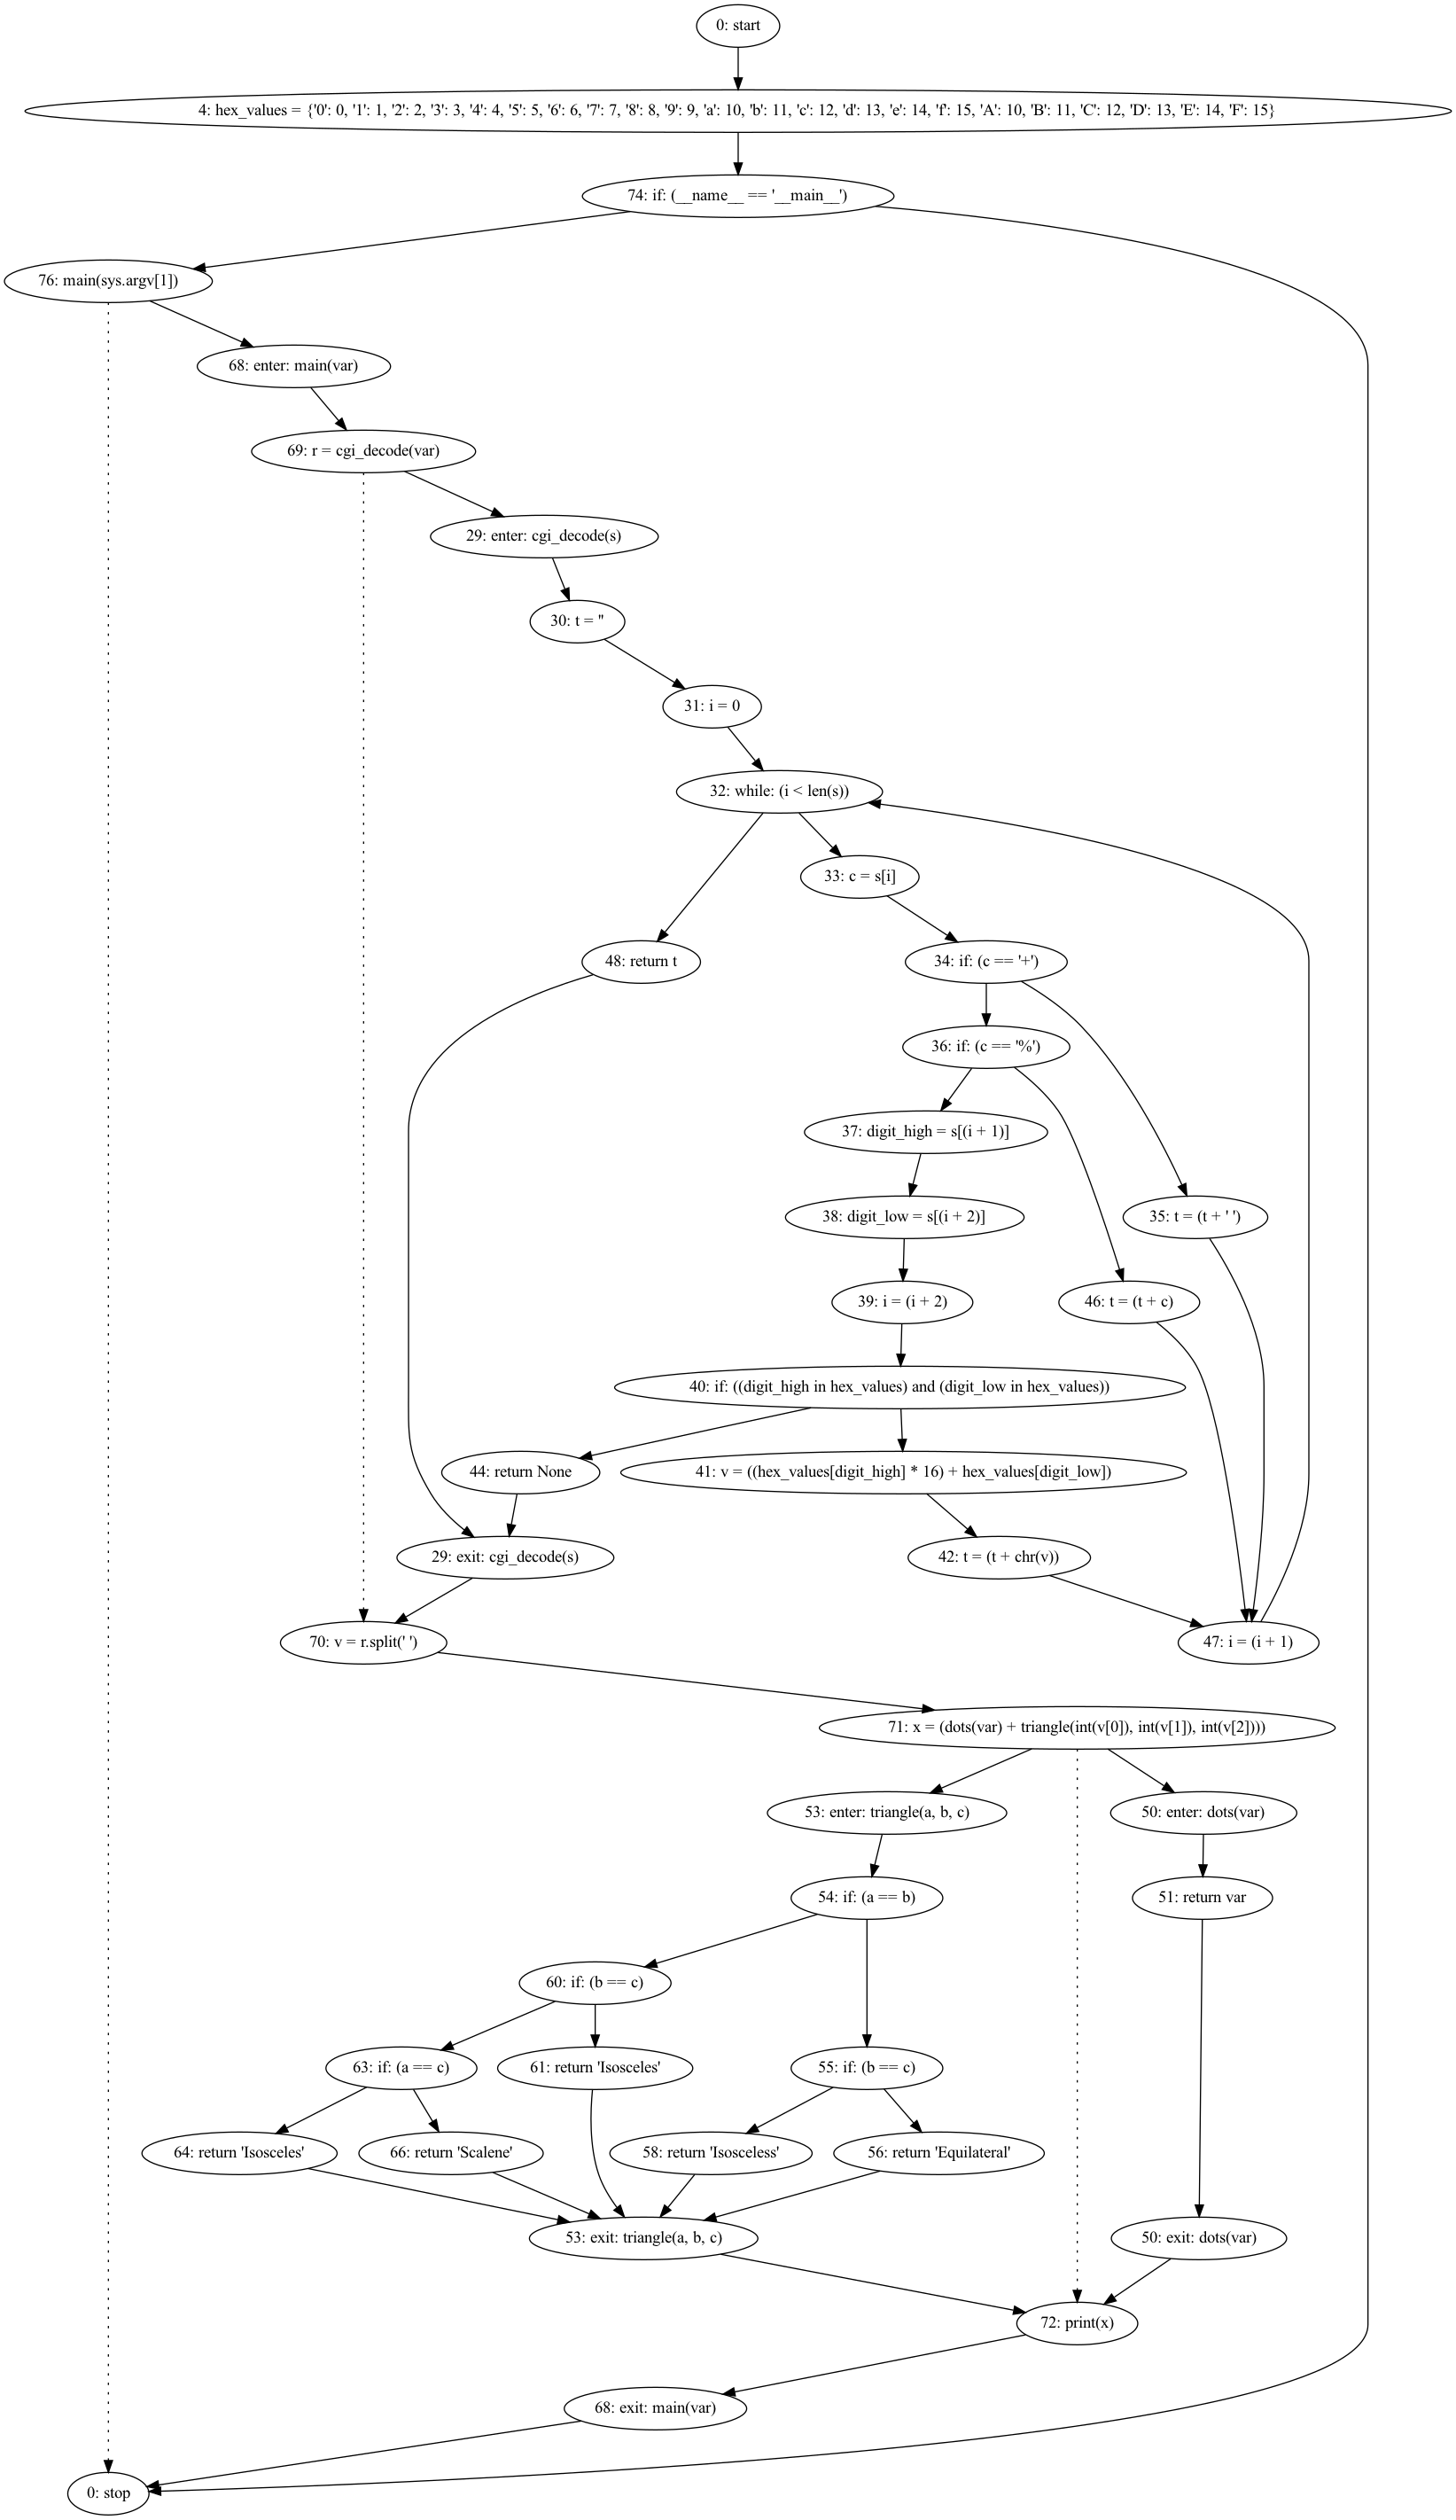 0: start
4: hex_values = {'0': 0, '1': 1, '2': 2, '3': 3, '4': 4, '5': 5, '6': 6, '7': 7, '8': 8, '9': 9, 'a': 10, 'b': 11, 'c': 12, 'd': 13, 'e': 14, 'f': 15, 'A': 10, 'B': 11, 'C': 12, 'D': 13, 'E': 14, 'F': 15}
74: if: (__name__ == '__main__')
76: main(sys.argv[1])
68: enter: main(var)
69: r = cgi_decode(var)
29: enter: cgi_decode(s)
30: t = ''
31: i = 0
32: while: (i < len(s))
33: c = s[i]
48: return t
34: if: (c == '+')
36: if: (c == '%')
37: digit_high = s[(i + 1)]
38: digit_low = s[(i + 2)]
35: t = (t + ' ')
39: i = (i + 2)
46: t = (t + c)
40: if: ((digit_high in hex_values) and (digit_low in hex_values))
44: return None
41: v = ((hex_values[digit_high] * 16) + hex_values[digit_low])
29: exit: cgi_decode(s)
42: t = (t + chr(v))
70: v = r.split(' ')
47: i = (i + 1)
71: x = (dots(var) + triangle(int(v[0]), int(v[1]), int(v[2])))
53: enter: triangle(a, b, c)
50: enter: dots(var)
54: if: (a == b)
51: return var
60: if: (b == c)
63: if: (a == c)
61: return 'Isosceles'
55: if: (b == c)
64: return 'Isosceles'
66: return 'Scalene'
58: return 'Isosceless'
56: return 'Equilateral'
53: exit: triangle(a, b, c)
50: exit: dots(var)
72: print(x)
68: exit: main(var)
0: stop